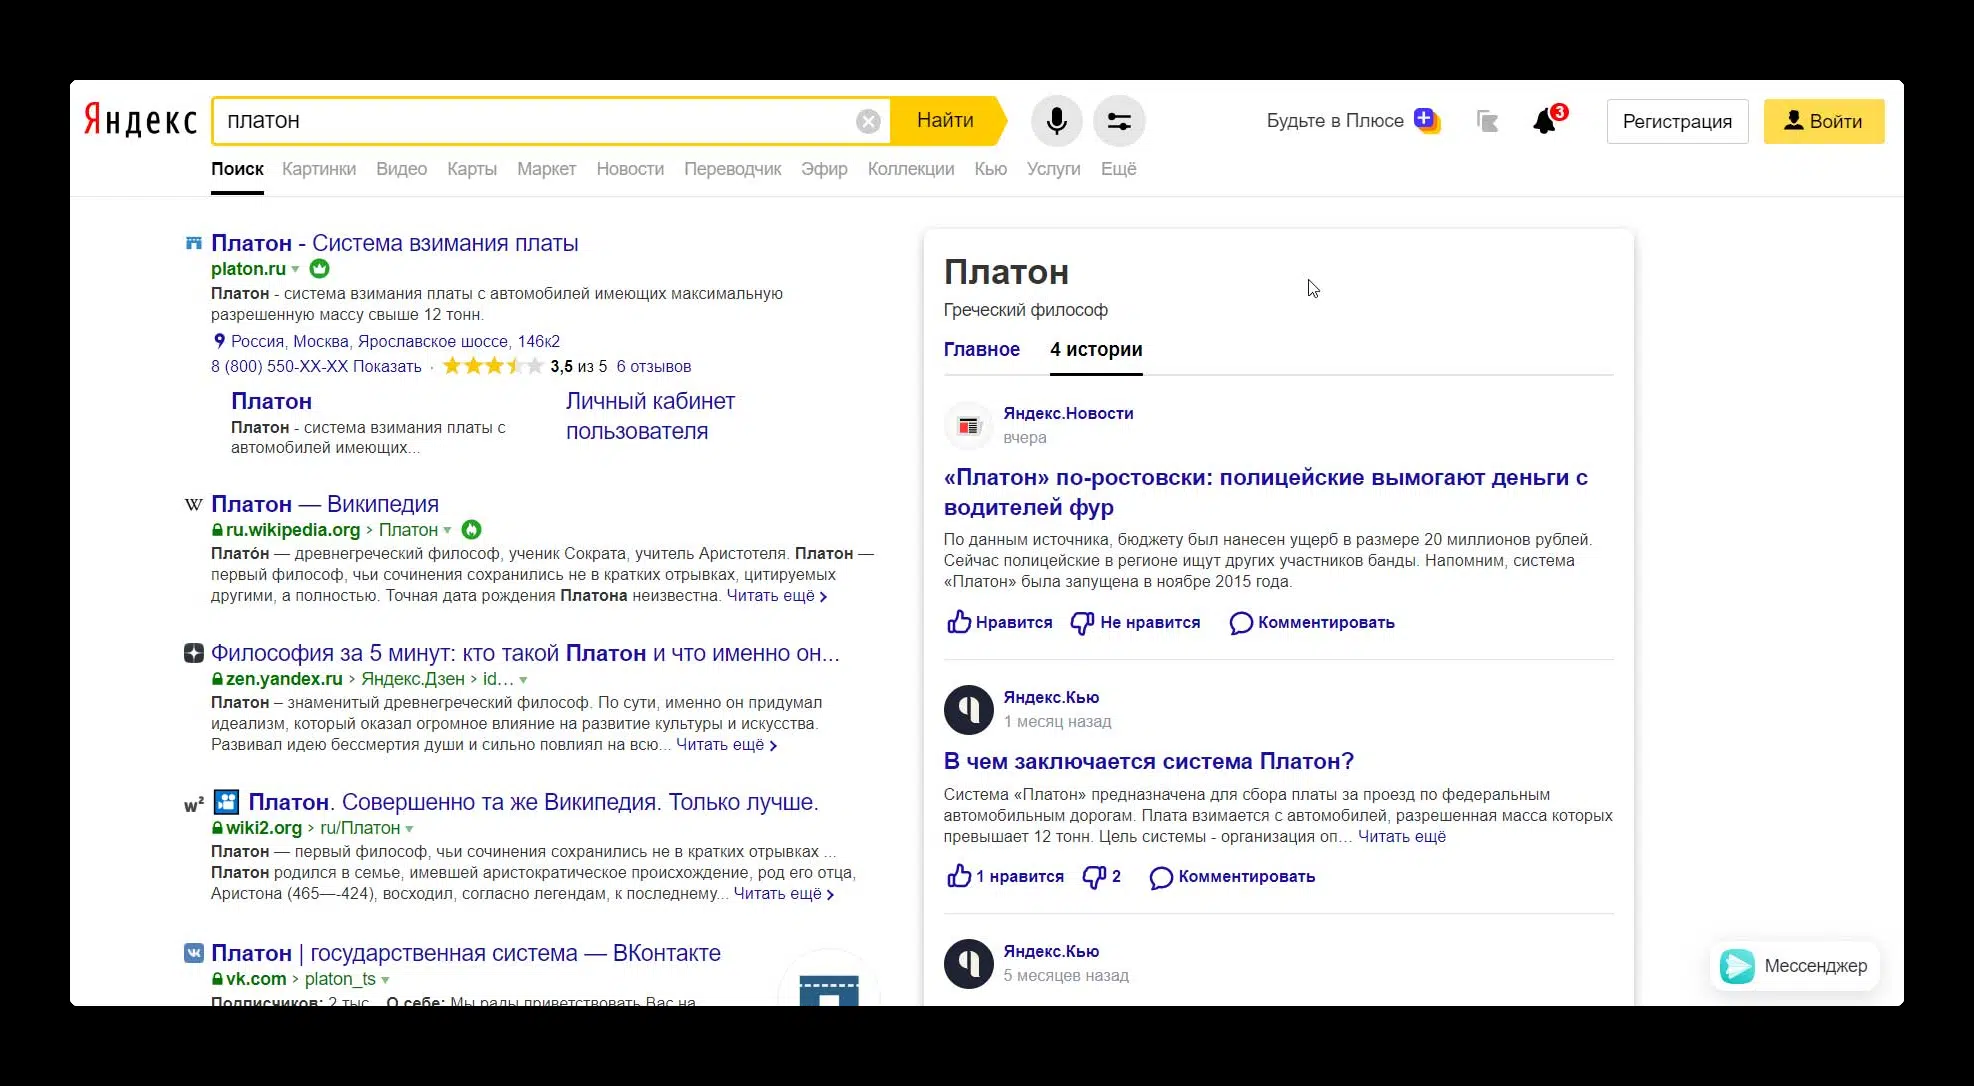 Яндекс
платон
Найти
Будьте в Плюсе
3
Регистрация
Войти
Поиск Картинки Видео Карты Маркет Новости Переводчик Эфир Коллекции Кью Услуги Ещё
Платон - Система взимания платы
platon.ru
Платон - система взимания платы с автомобилей имеющих максимальную
разрешенную массу свыше 12 тонн.
Россия, Москва, Ярославское шоссе, 146к2
8 (800) 550-XX-XX Показать · 3,5 из 5 6 отзывов
Платон
Платон - система взимания платы с
автомобилей имеющих...
Личный кабинет
пользователя
W Платон — Википедия
ru.wikipedia.org › Платон
Плато́н — древнегреческий философ, ученик Сократа, учитель Аристотеля. Платон —
первый философ, чьи сочинения сохранились не в кратких отрывках, цитируемых
другими, а полностью. Точная дата рождения Платона неизвестна. Читать ещё ›
Философия за 5 минут: кто такой Платон и что именно он...
zen.yandex.ru › Яндекс.Дзен › id...
Платон – знаменитый древнегреческий философ. По сути, именно он придумал
идеализм, который оказал огромное влияние на развитие культуры и искусства.
Развивал идею бессмертия души и сильно повлиял на всю... Читать ещё ›
w² Платон. Совершенно та же Википедия. Только лучше.
wiki2.org › ru/Платон
Платон — первый философ, чьи сочинения сохранились не в кратких отрывках ...
Платон родился в семье, имевшей аристократическое происхождение, род его отца,
Аристона (465—-424), восходил, согласно легендам, к последнему... Читать ещё ›
Платон | государственная система — ВКонтакте
vk.com › platon_ts
Подписчиков: 2 тыс. О себе: Мы рады приветствовать Вас на
Платон
Греческий философ
Главное 4 истории
Яндекс.Новости
вчера
«Платон» по-ростовски: полицейские вымогают деньги с
водителей фур
По данным источника, бюджету был нанесен ущерб в размере 20 миллионов рублей.
Сейчас полицейские в регионе ищут других участников банды. Напомним, система
«Платон» была запущена в ноябре 2015 года.
Нравится Не нравится Комментировать
Яндекс.Кью
1 месяц назад
В чем заключается система Платон?
Система «Платон» предназначена для сбора платы за проезд по федеральным
автомобильным дорогам. Плата взимается с автомобилей, разрешенная масса которых
превышает 12 тонн. Цель системы - организация оп... Читать ещё
1 нравится 2 Комментировать
Яндекс.Кью
5 месяцев назад
Мессенджер